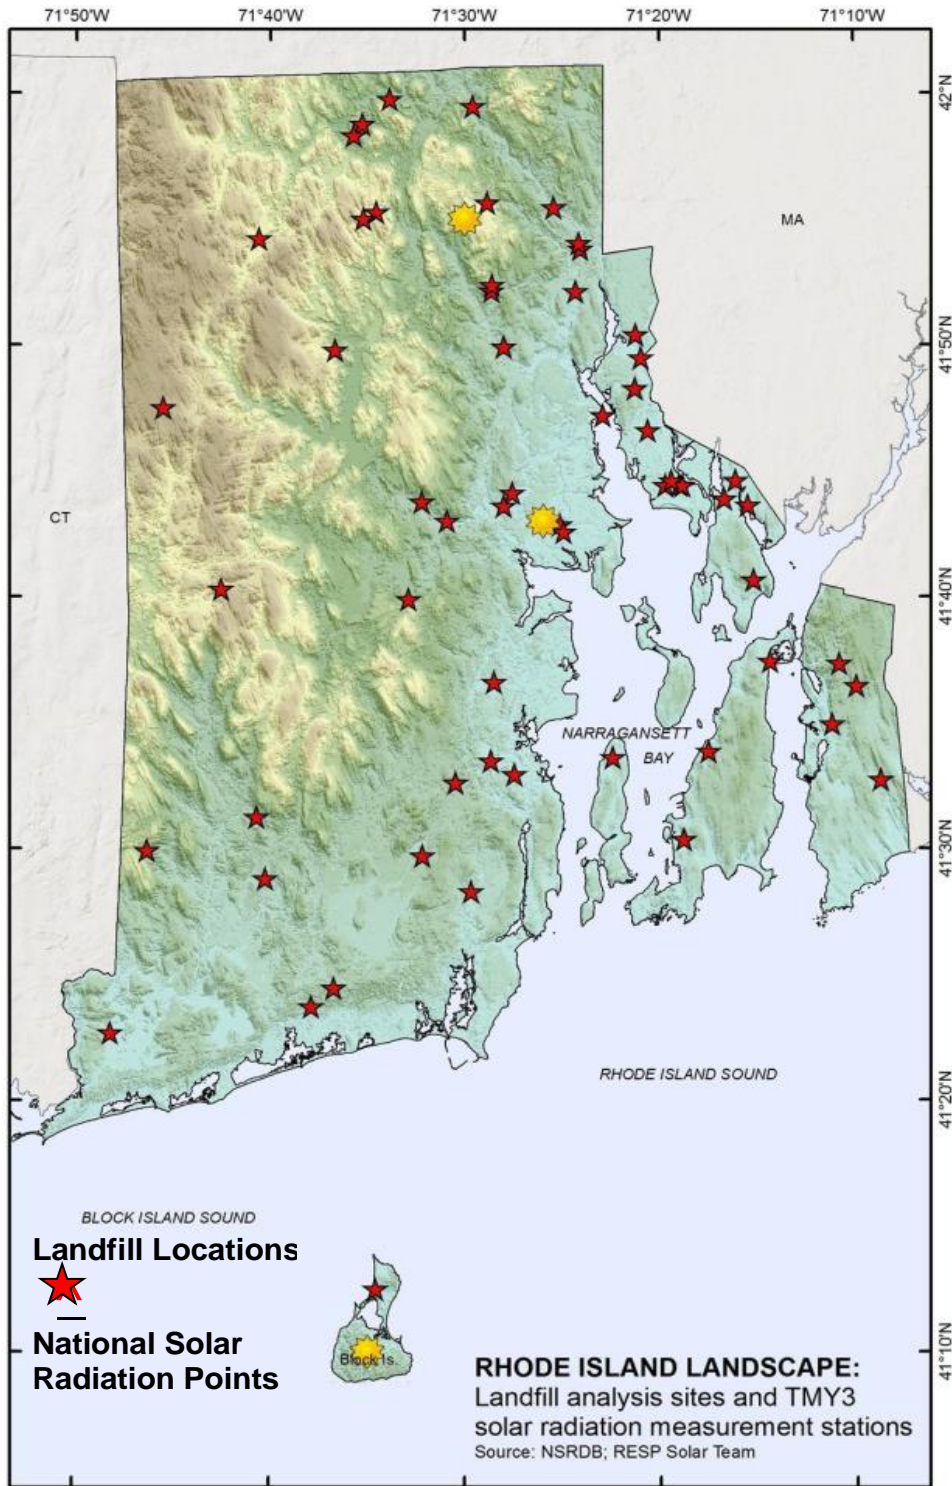 71°50'W 71°40'W 71°30'W 71°20'W 71°10'W
42°N
MA
41°50'N
CT
41°40'N
NARRAGANSETT
BAY
41°30'N
RHODE ISLAND SOUND
41°20'N
BLOCK ISLAND SOUND
Landfill Locations
National Solar
Radiation Points
Block Is.
41°10'N
RHODE ISLAND LANDSCAPE:
Landfill analysis sites and TMY3
solar radiation measurement stations
Source: NSRDB; RESP Solar Team